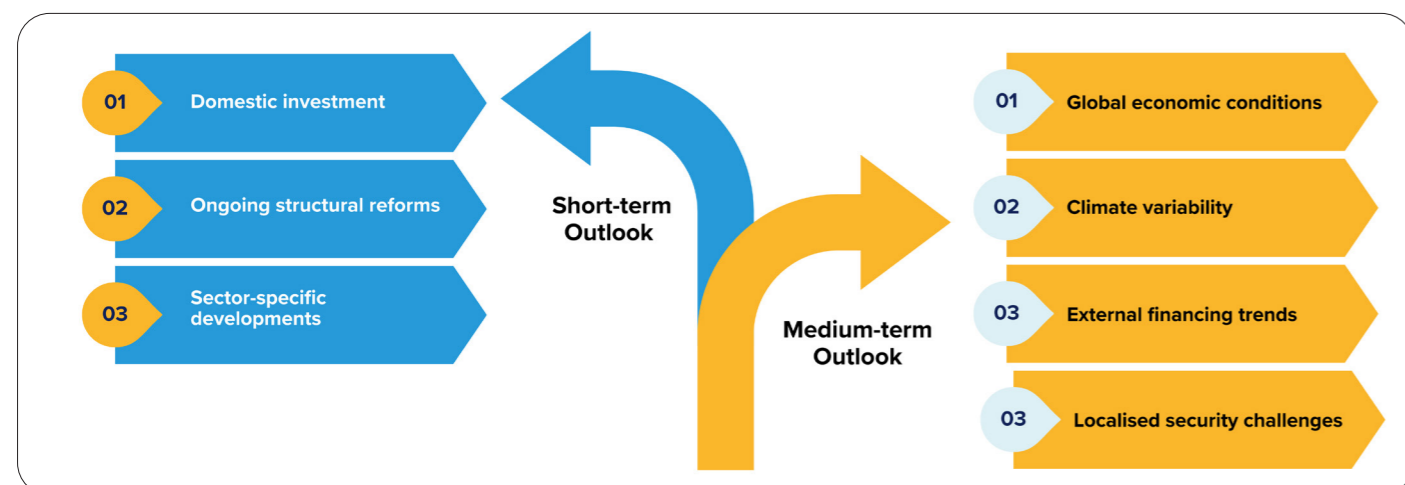 01
Domestic investment
02
Ongoing structural reforms
03
Sector-specific
developments
Short-term
Outlook
Medium-term
Outlook
01
Global economic conditions
02
Climate variability
03
External financing trends
03
Localised security challenges